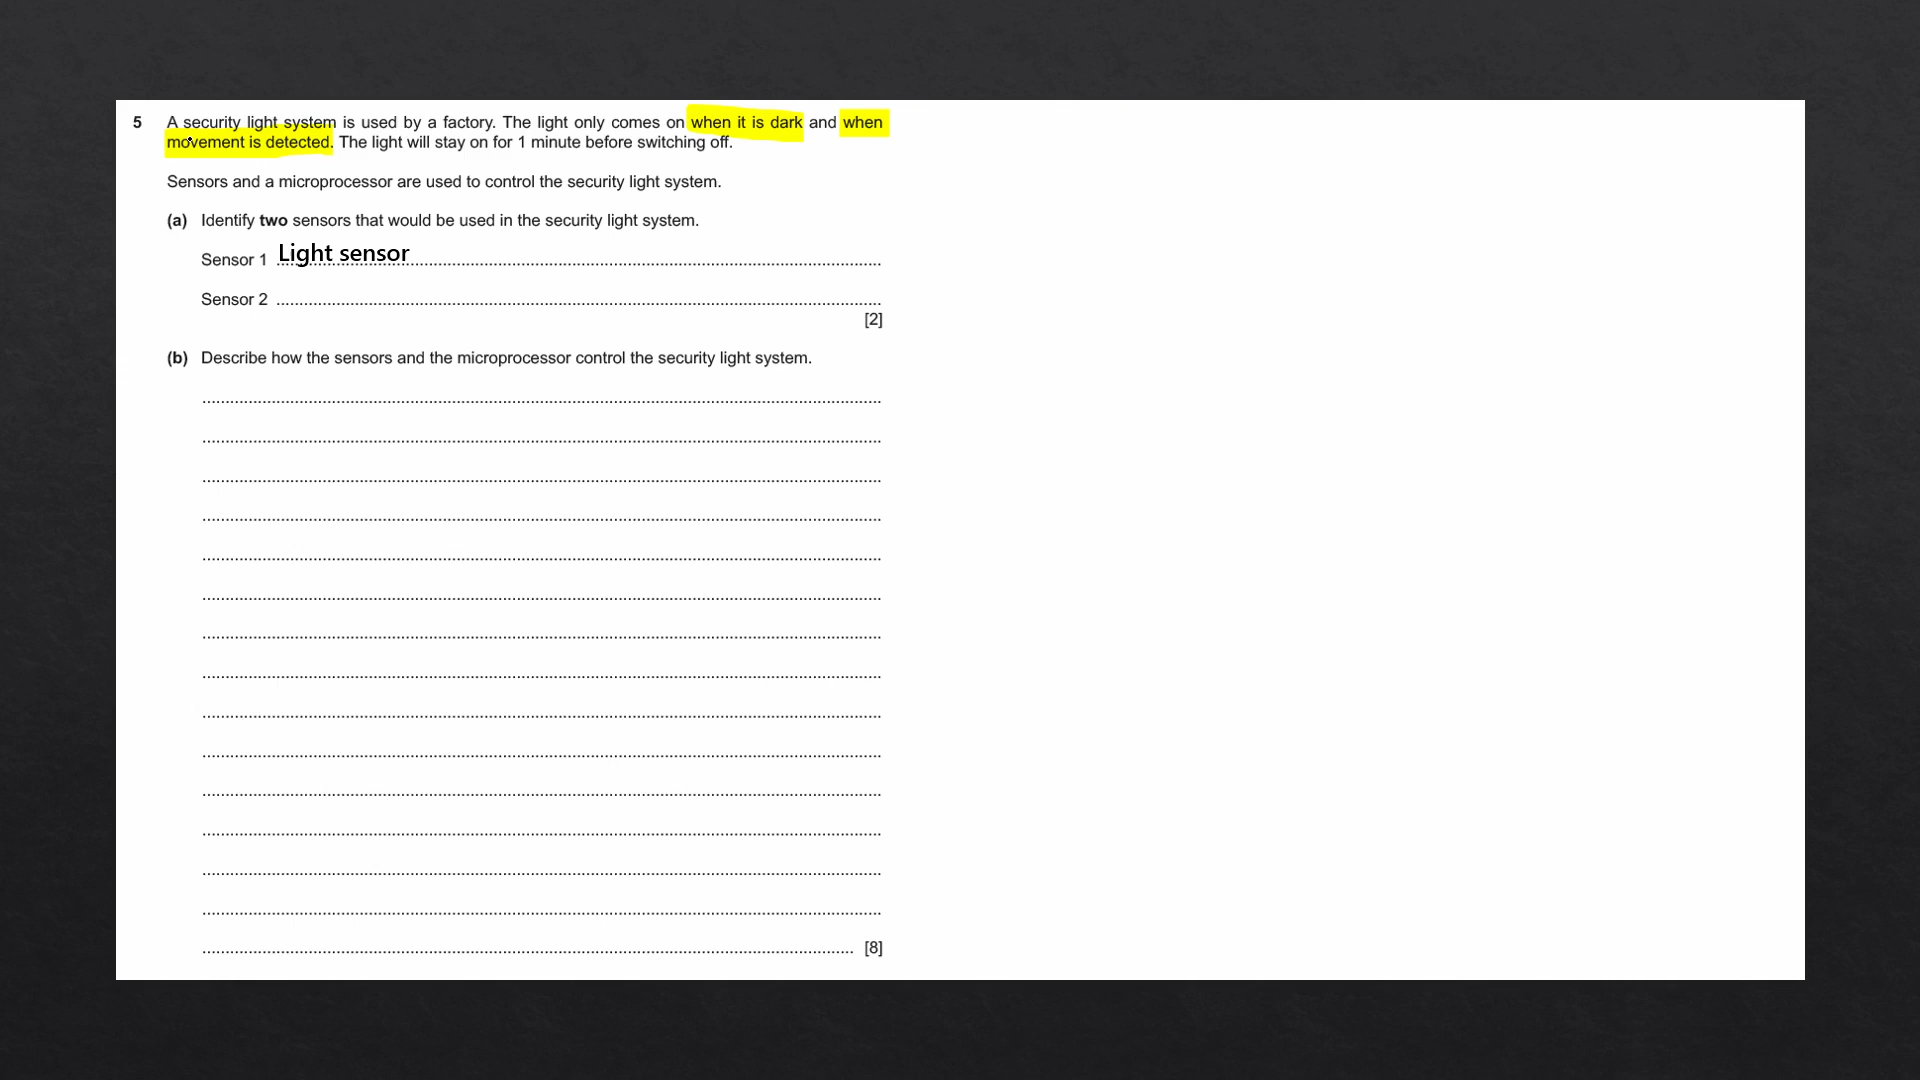 5 A security light system is used by a factory. The light only comes on when it is dark and when
movement is detected. The light will stay on for 1 minute before switching off.
Sensors and a microprocessor are used to control the security light system.
(a) Identify two sensors that would be used in the security light system.
Sensor 1 Light sensor
Sensor 2
[2]
(b) Describe how the sensors and the microprocessor control the security light system.
[8]